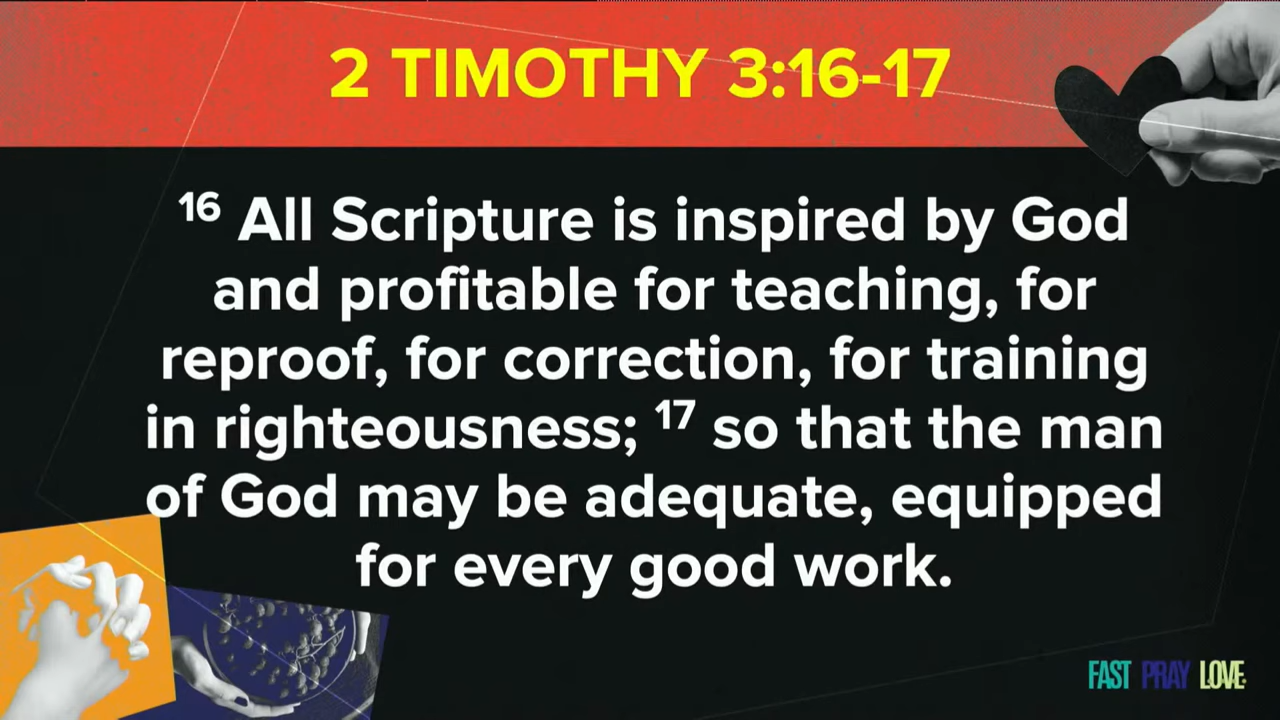 2 TIMOTHY 3:16-17
16 All Scripture is inspired by God
and profitable for teaching, for
reproof, for correction, for training
in righteousness; 17 so that the man
of God may be adequate, equipped
for every good work.
FAST PRAY LOVE.